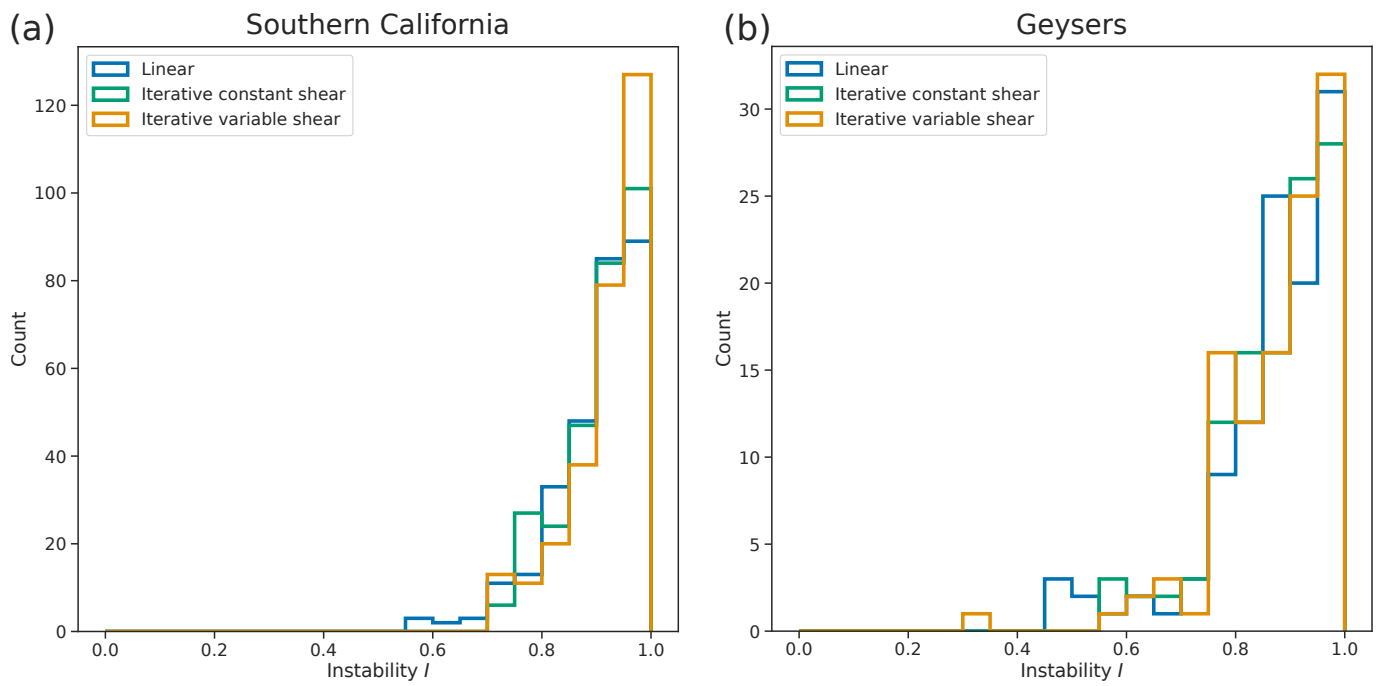 (a)
Southern California
Linear
Iterative constant shear
Iterative variable shear
Count
120
100
80
60
40
20
0
0.0 0.2 0.4 0.6 0.8 1.0
Instability I
(b)
Geysers
Linear
Iterative constant shear
Iterative variable shear
Count
30
25
20
15
10
5
0
0.0 0.2 0.4 0.6 0.8 1.0
Instability I